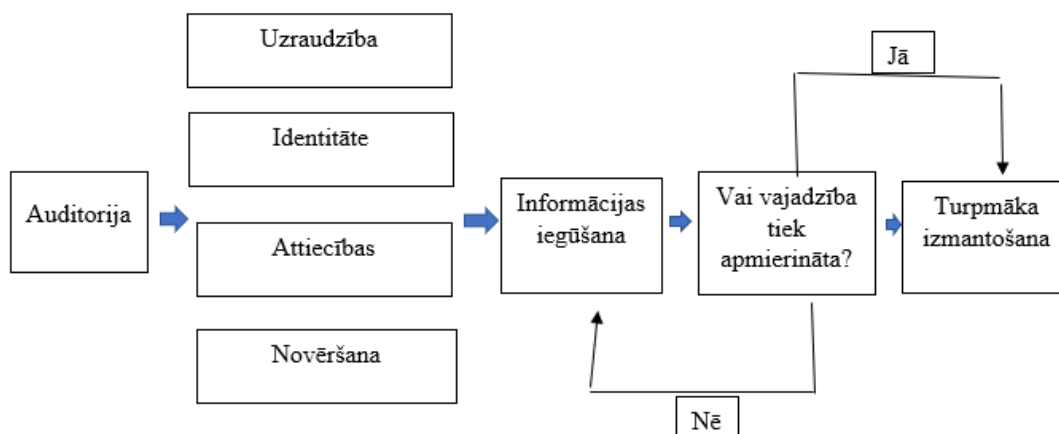 Auditorija
Uzraudzība
Identitāte
Attiecības
Novēršana
Informācijas
iegūšana
Vai vajadzība
tiek
apmierināta?
Jā
Nē
Turpmāka
izmantošana